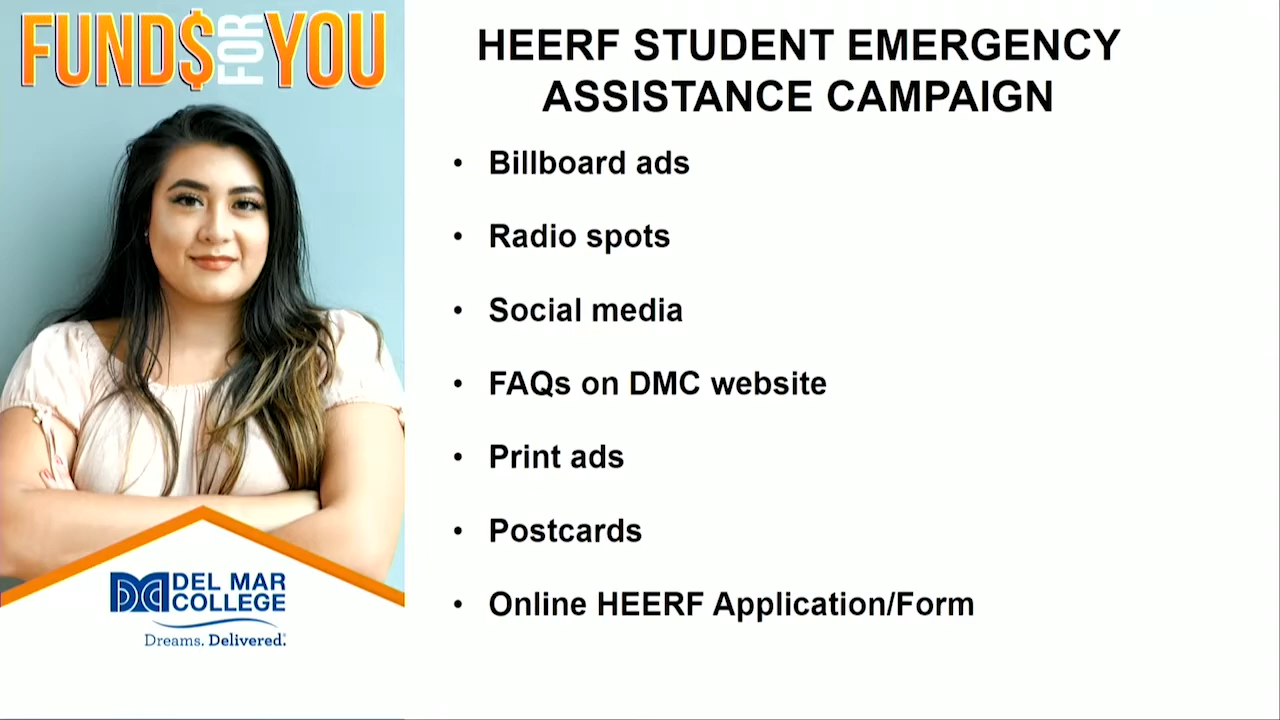 FUND$ FOR YOU
HEERF STUDENT EMERGENCY
ASSISTANCE CAMPAIGN
• Billboard ads
• Radio spots
• Social media
• FAQs on DMC website
• Print ads
• Postcards
• Online HEERF Application/Form
DEL MAR
COLLEGE
Dreams. Delivered.